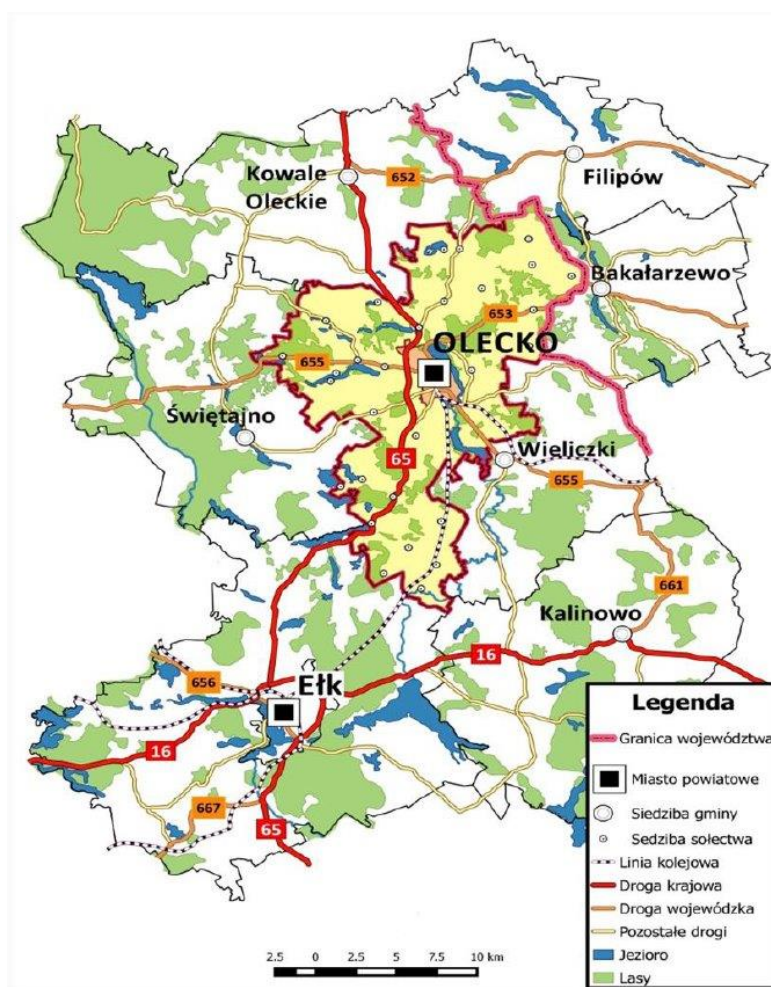 Kowale
Oleckie
652
Filipów
Bakałarzewo
653
OLECKO
655
Świętajno
65
Wieliczki
655
661
Kalinowo
16
656
Ełk
16
667
65
Legenda
Granica województwa
Miasto powiatowe
Siedziba gminy
Sedziba sołectwa
Linia kolejowa
Droga krajowa
Droga wojewódzka
Pozostałe drogi
Jezioro
Lasy
2.5 0 2.5 5 7.5 10 km